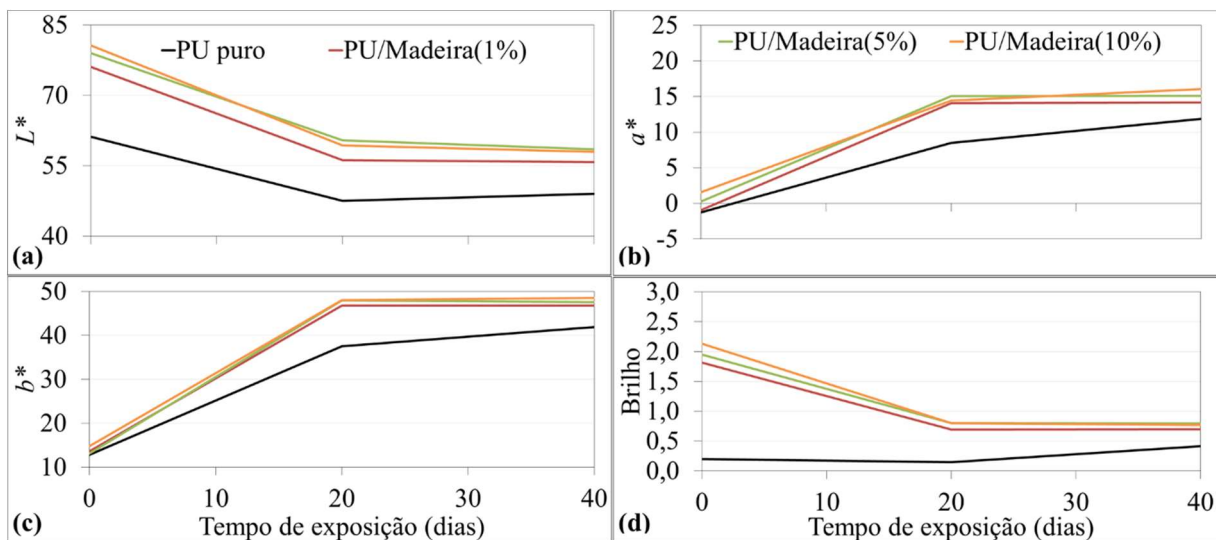 85
70
55
40
L*
PU puro
PU/Madeira(1%)
(a)
25
20
15
10
5
0
-5
a*
PU/Madeira(5%)
PU/Madeira(10%)
(b)
50
40
30
20
10
b*
0 10 20 30 40
Tempo de exposição (dias)
(c)
3,0
2,5
2,0
1,5
1,0
0,5
0,0
Brilho
0 10 20 30 40
Tempo de exposição (dias)
(d)